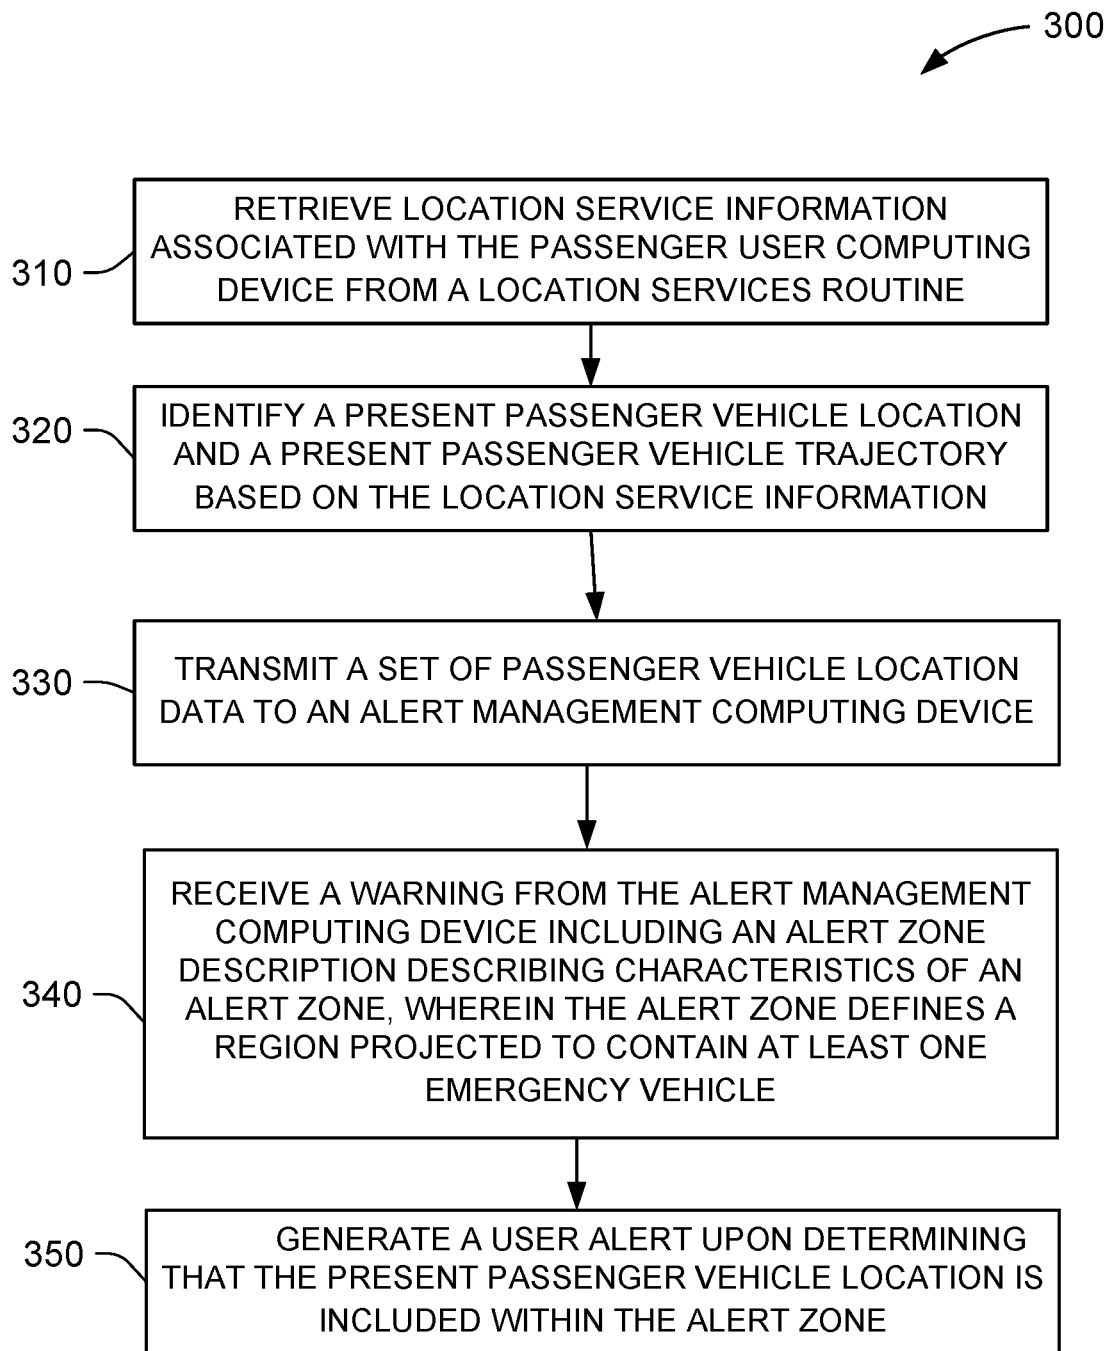 300
310
RETRIEVE LOCATION SERVICE INFORMATION
ASSOCIATED WITH THE PASSENGER USER COMPUTING
DEVICE FROM A LOCATION SERVICES ROUTINE
320
IDENTIFY A PRESENT PASSENGER VEHICLE LOCATION
AND A PRESENT PASSENGER VEHICLE TRAJECTORY
BASED ON THE LOCATION SERVICE INFORMATION
330
TRANSMIT A SET OF PASSENGER VEHICLE LOCATION
DATA TO AN ALERT MANAGEMENT COMPUTING DEVICE
340
RECEIVE A WARNING FROM THE ALERT MANAGEMENT
COMPUTING DEVICE INCLUDING AN ALERT ZONE
DESCRIPTION DESCRIBING CHARACTERISTICS OF AN
ALERT ZONE, WHEREIN THE ALERT ZONE DEFINES A
REGION PROJECTED TO CONTAIN AT LEAST ONE
EMERGENCY VEHICLE
350
GENERATE A USER ALERT UPON DETERMINING
THAT THE PRESENT PASSENGER VEHICLE LOCATION IS
INCLUDED WITHIN THE ALERT ZONE